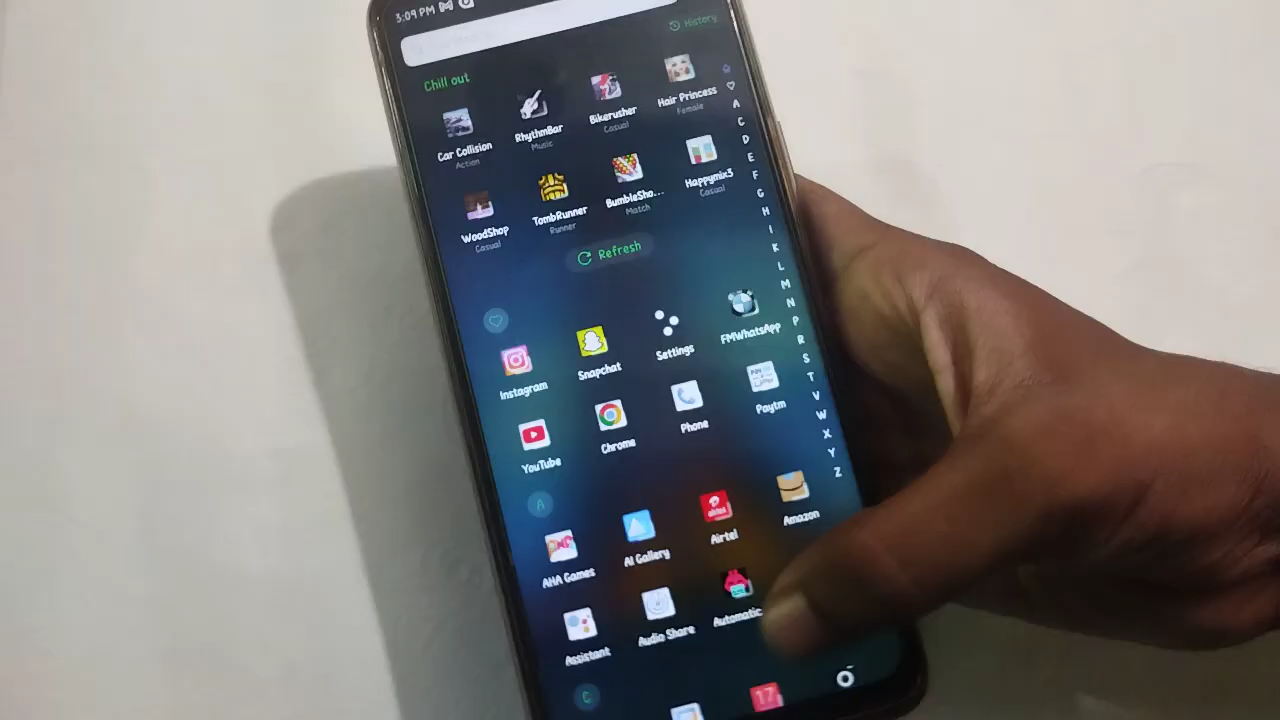 3:09 PM
History
Chill out
Car Collision
Action
RhythmBar
Music
Bikerusher
Casual
Hair Princess
Female
WoodShop
Casual
TombRunner
Runner
BumbleSho...
Match
Happymix3
Casual
Refresh
Instagram
Snapchat
Settings
FMWhatsApp
YouTube
Chrome
Phone
Paytm
A
AHA Games
AI Gallery
airtel
Airtel
Amazon
Assistant
Audio Share
Automatic
C
17
A
C
D
E
F
G
H
I
K
L
M
N
P
R
S
T
V
W
X
Y
Z